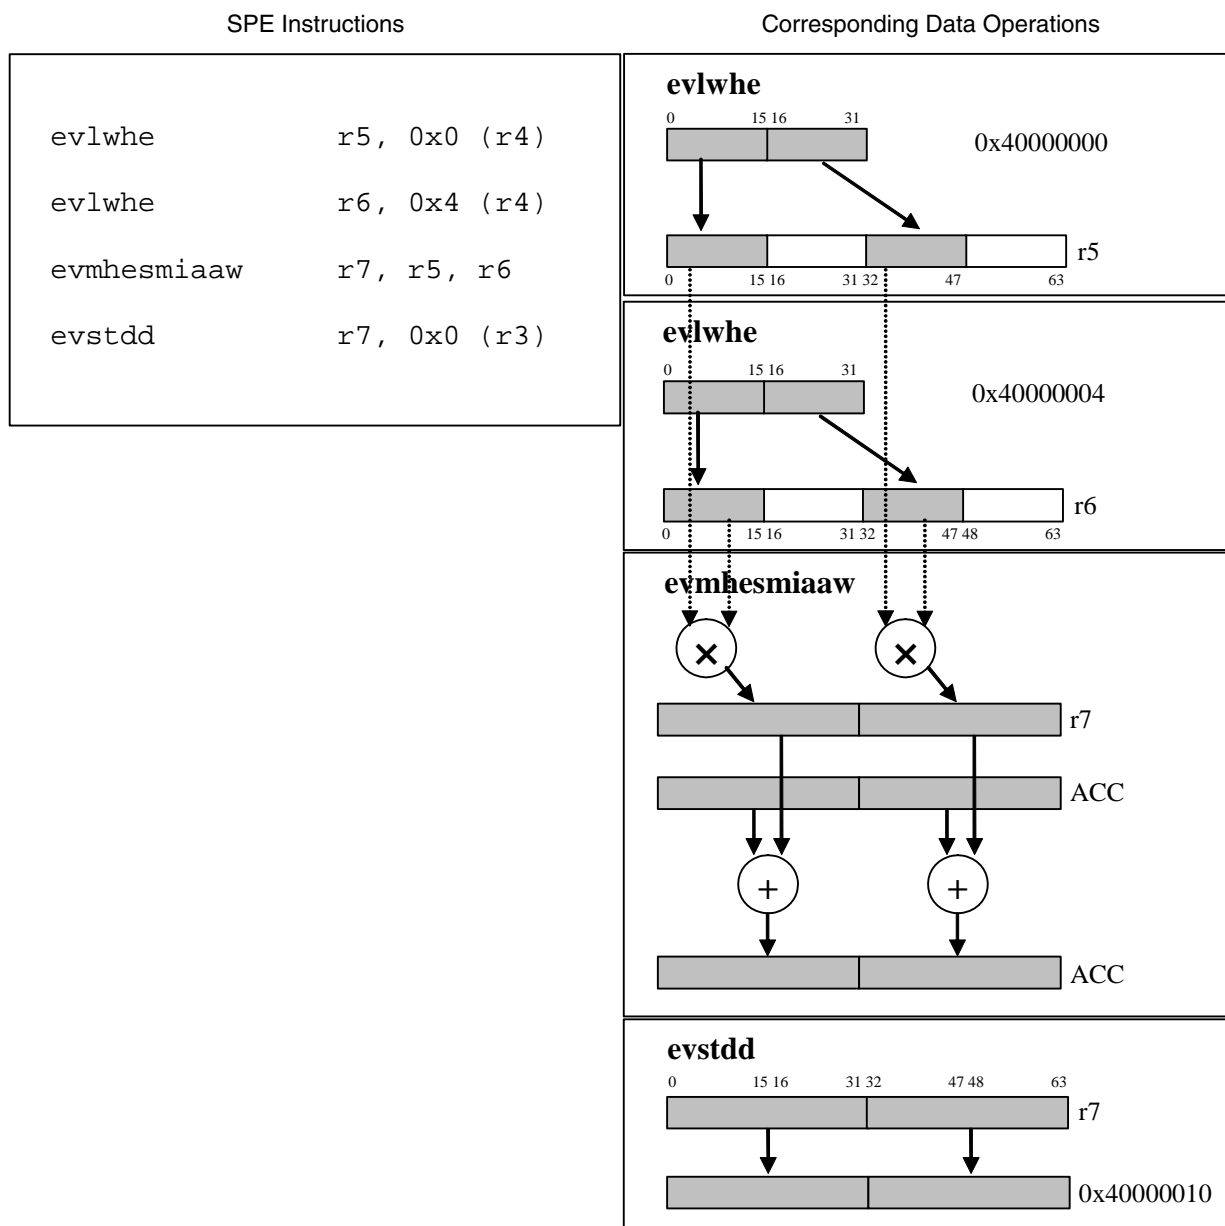 SPE Instructions
Corresponding Data Operations
evlwhe r5, 0x0 (r4)
evlwhe r6, 0x4 (r4)
evmhesmiaaw r7, r5, r6
evstdd r7, 0x0 (r3)
evlwhe
0 15 16 31
0x40000000
r5
0 15 16 31 32 47 63
evlwhe
0 15 16 31
0x40000004
r6
0 15 16 31 32 47 48 63
evmhesmiaaw
×
×
r7
ACC
+
+
ACC
evstdd
0 15 16 31 32 47 48 63
r7
0x40000010